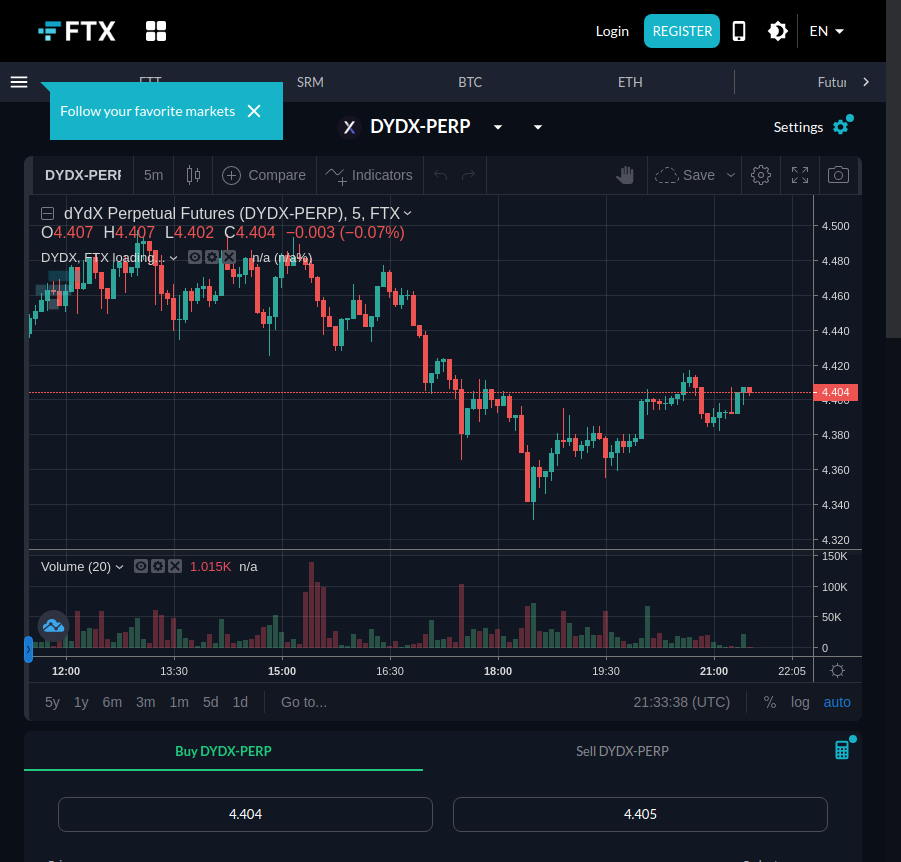 FTX
Login
REGISTER
EN
FTT
SRM
BTC
ETH
Futur
Follow your favorite markets
DYDX-PERP
Settings
DYDX-PERP
5m
Compare
Indicators
Save
dYdX Perpetual Futures (DYDX-PERP), 5, FTX
O4.407 H4.407 L4.402 C4.404 −0.003 (−0.07%)
DYDX, FTX loading... n/a (n/a%)
4.500
4.480
4.460
4.440
4.420
4.404
4.400
4.380
4.360
4.340
4.320
Volume (20) 1.015K n/a
150K
100K
50K
0
12:00 13:30 15:00 16:30 18:00 19:30 21:00 22:05
5y 1y 6m 3m 1m 5d 1d Go to... 21:33:38 (UTC) % log auto
Buy DYDX-PERP
Sell DYDX-PERP
4.404
4.405